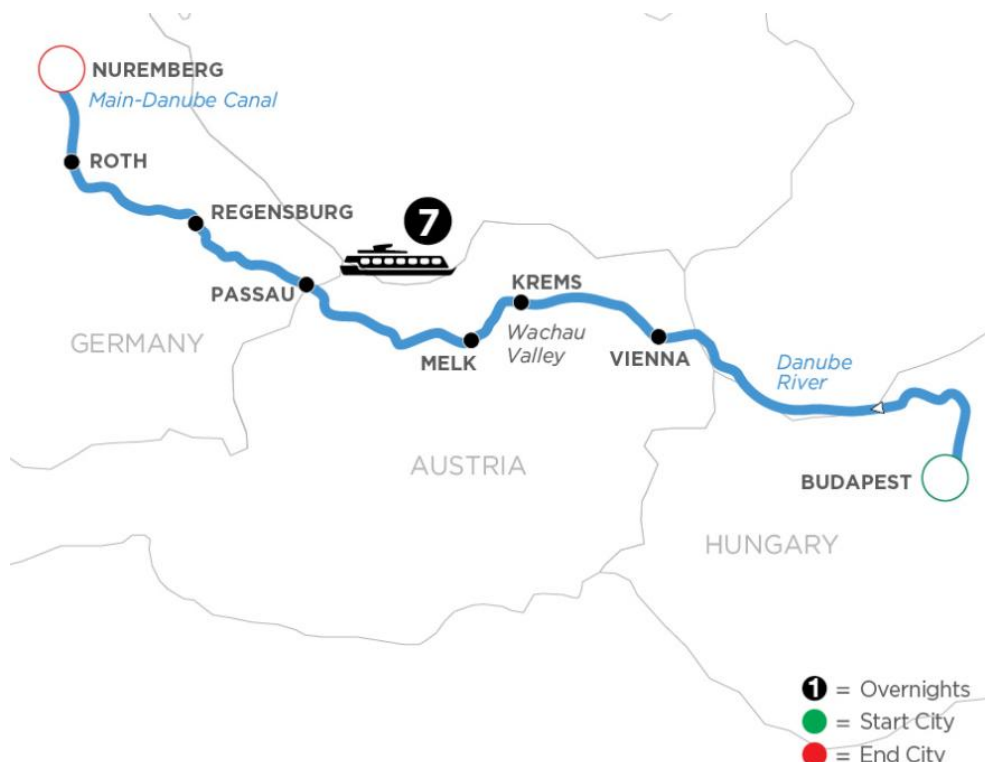 NUREMBERG
Main-Danube Canal
ROTH
REGENSBURG
7
PASSAU
KREMS
GERMANY
Wachau
Valley
MELK
VIENNA
Danube
River
AUSTRIA
BUDAPEST
HUNGARY
1 = Overnights
= Start City
= End City